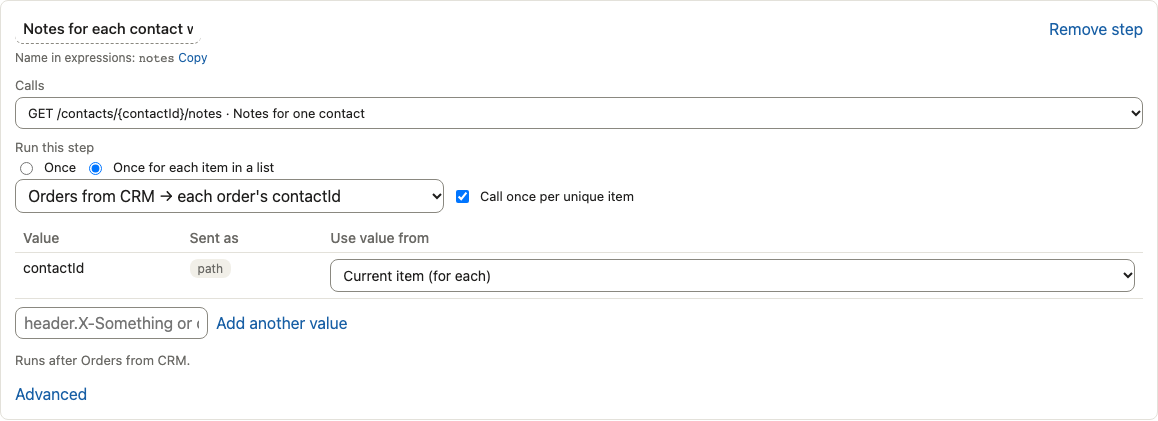 Notes for each contact w
Remove step
Name in expressions: notes Copy
Calls
GET /contacts/{contactId}/notes · Notes for one contact
Run this step
Once Once for each item in a list
Orders from CRM → each order's contactId Call once per unique item
Value Sent as Use value from
contactId path Current item (for each)
header.X-Something or Add another value
Runs after Orders from CRM.
Advanced